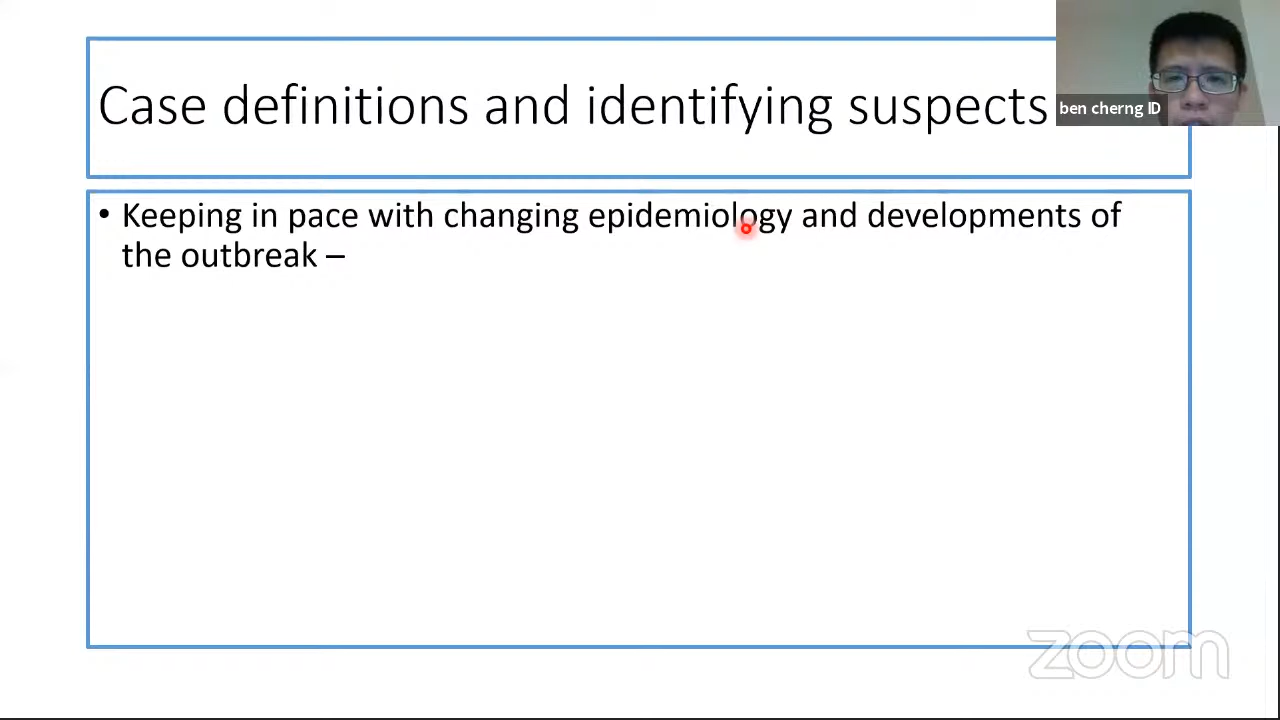 Case definitions and identifying suspects
ben cherng ID
• Keeping in pace with changing epidemiology and developments of
the outbreak –
zoom